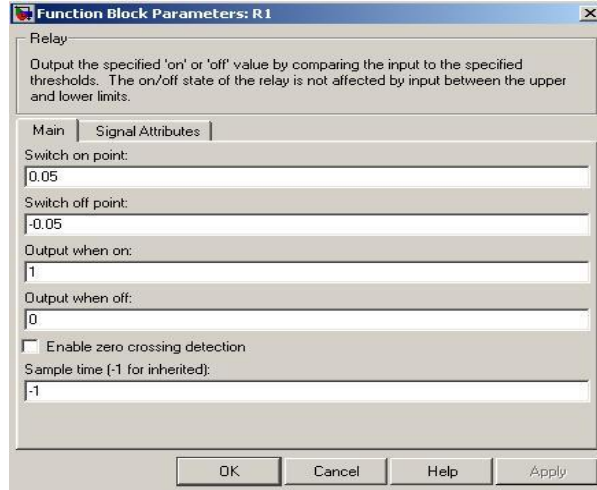 Function Block Parameters: R1
Relay
Output the specified 'on' or 'off' value by comparing the input to the specified
thresholds. The on/off state of the relay is not affected by input between the upper
and lower limits.
Main
Signal Attributes
Switch on point:
0.05
Switch off point:
-0.05
Output when on:
1
Output when off:
0
Enable zero crossing detection
Sample time (-1 for inherited):
-1
OK
Cancel
Help
Apply